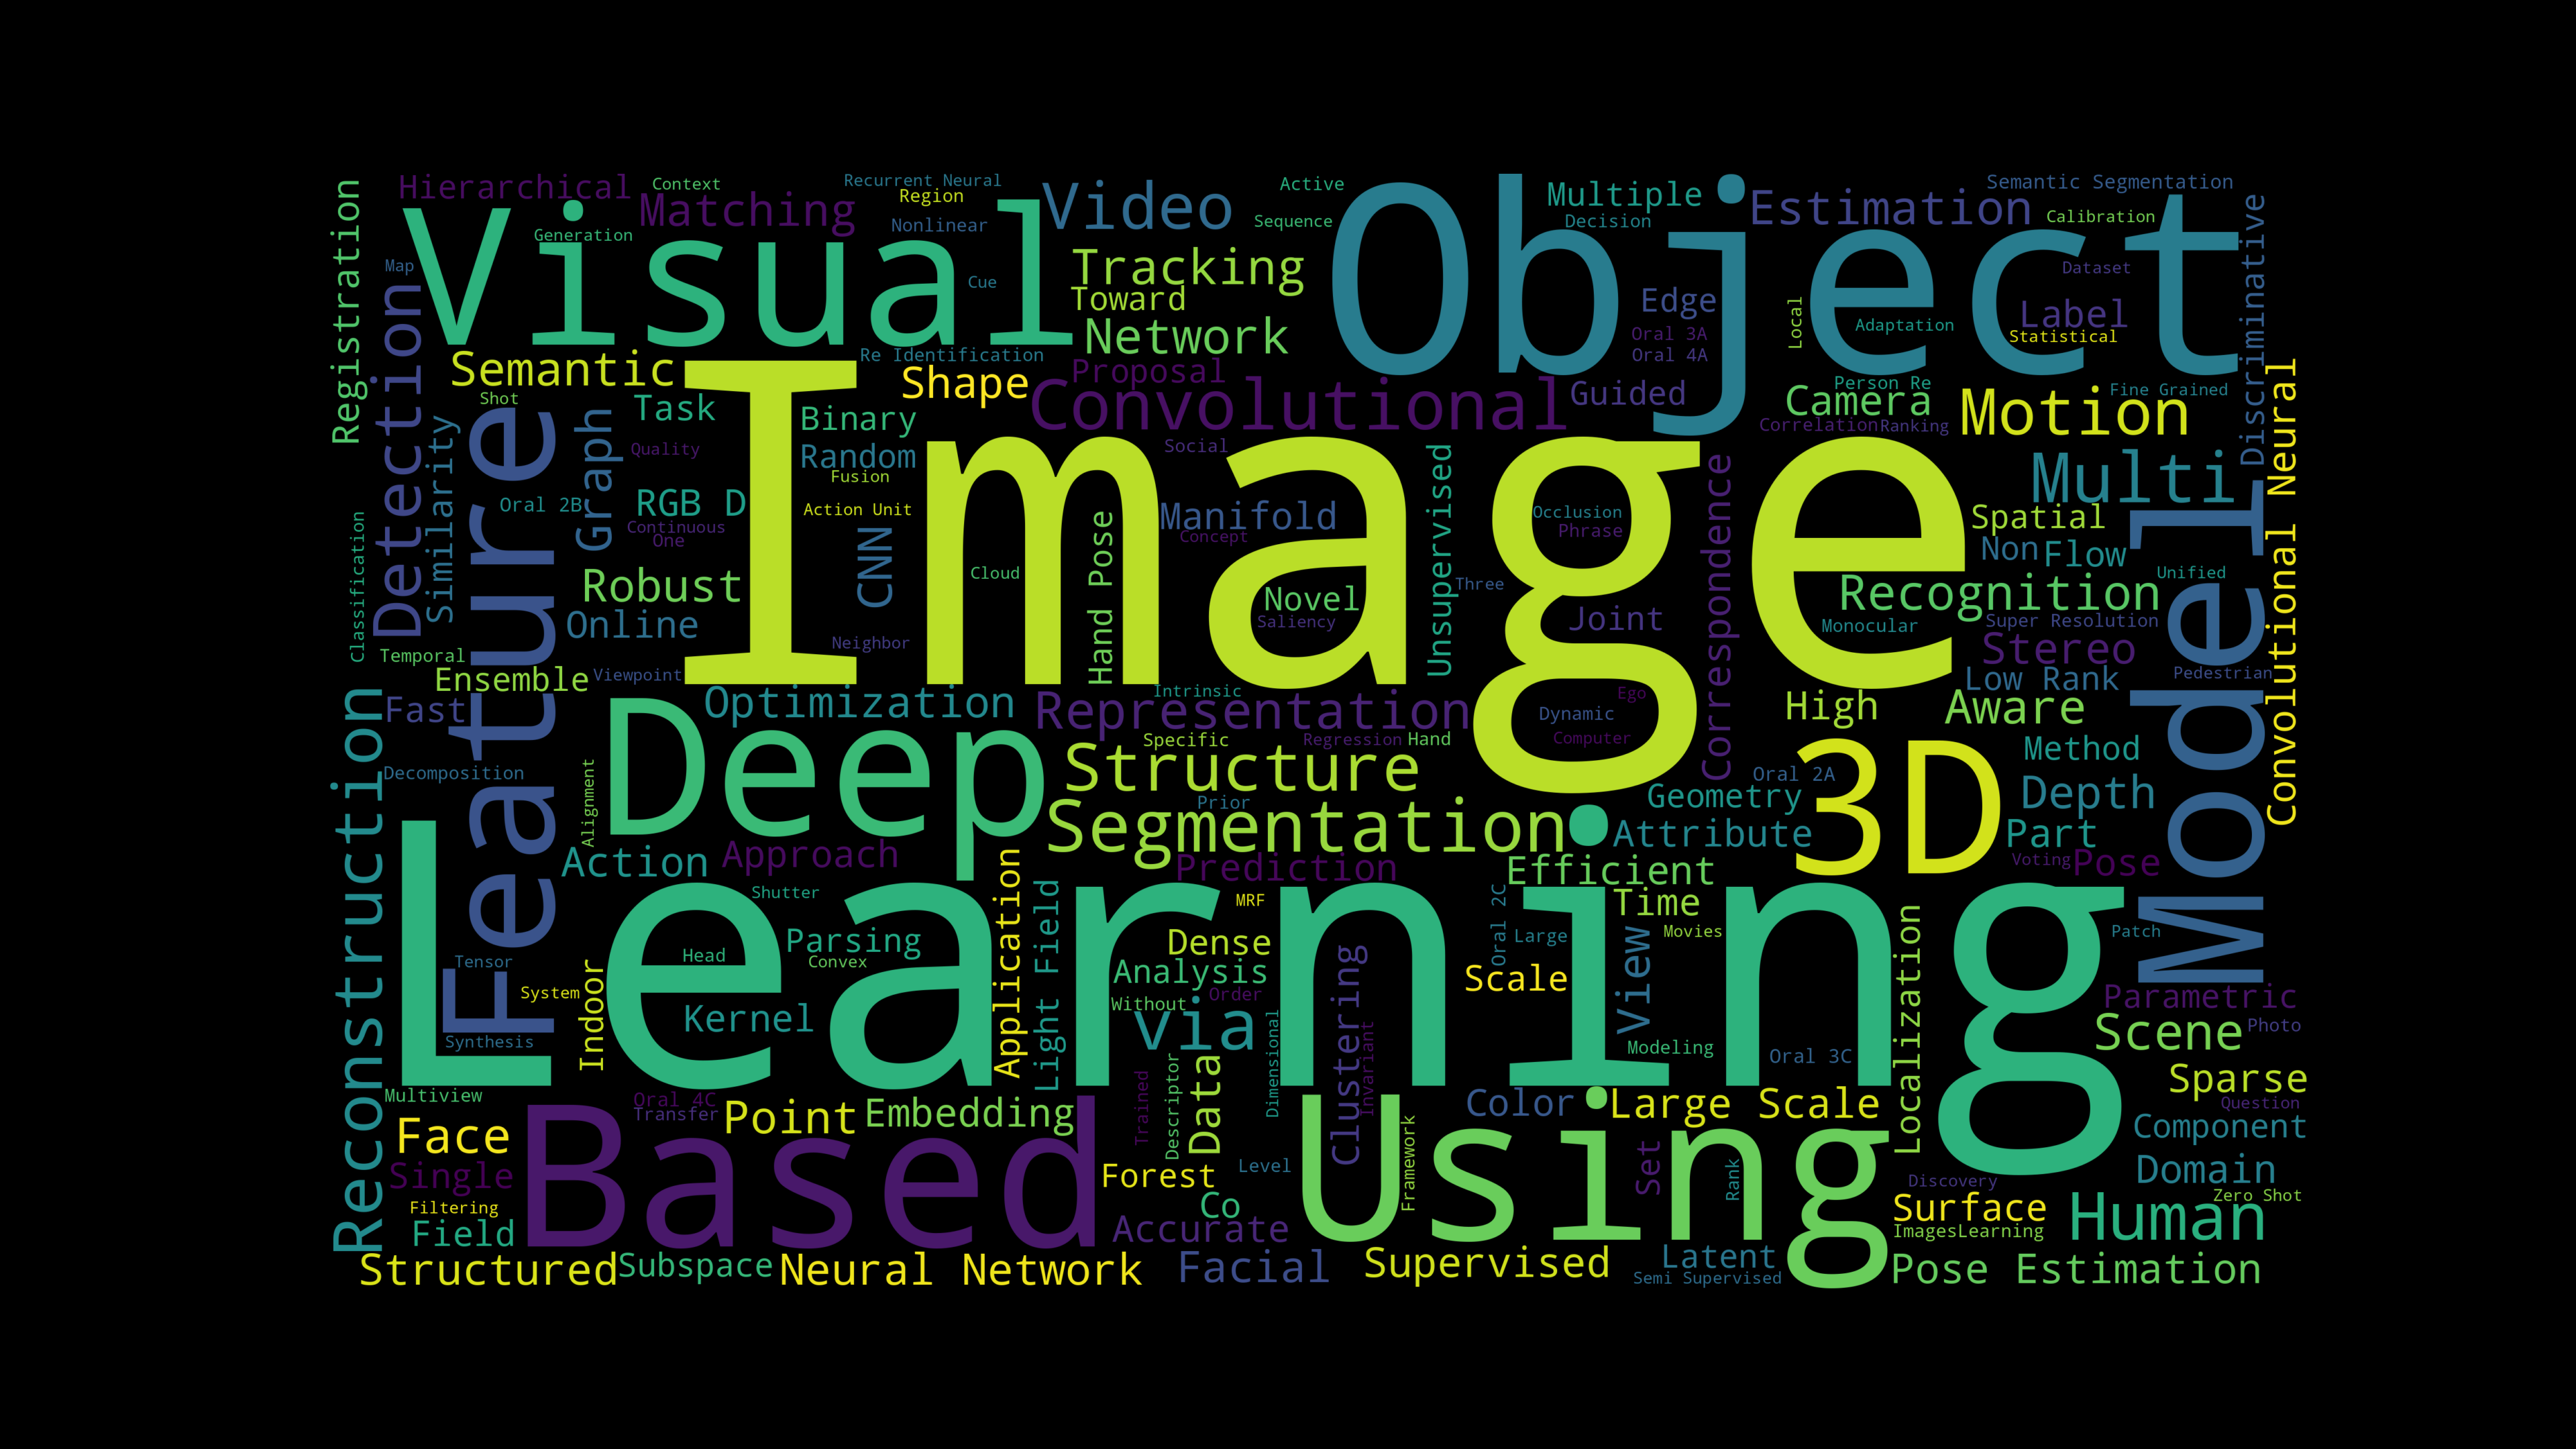 Hierarchical
Context
Recurrent Neural
Region
Matching
Nonlinear
Video
Active
Sequence
Multiple
Decision
Estimation
Semantic Segmentation
Calibration
Registration
Generation
Visual
Map
Cue
Tracking
Toward
Network
Object
Edge
Oral 3A
Oral 4A
Local
Adaptation
Dataset
Label
Statistical
Discriminative
Detection
Semantic
Re Identification
Shape
Proposal
Convolutional
Guided
Person Re
Camera
Correlation
Ranking
Motion
Fine Grained
Shot
Task
Binary
Random
Fusion
Social
Quality
Similarity
Feature
Graph
Oral 2B
RGB D
Continuous
One
Action Unit
Image
Manifold
Concept
Unsupervised
Occlusion
Phrase
Correspondence
Multi
Spatial
Non
Flow
Unified
Convolutional Neural
Classification
Robust
Online
CNN
Cloud
Hand Pose
Novel
Saliency
Three
Joint
Recognition
Monocular
Super Resolution
Stereo
Low Rank
Pedestrian
Model
Neighbor
Temporal
Ensemble
Viewpoint
Fast
Optimization
Intrinsic
Representation
Ego
Dynamic
Computer
High
Aware
Method
Reconstruction
Decomposition
Alignment
Deep
Specific
Regression
Hand
Structure
Prior
Segmentation
Oral 2A
Geometry
Attribute
3D
Depth
Part
Voting
Pose
Action
Approach
Prediction
Efficient
Time
Shutter
MRF
Learning
Parsing
Head
Convex
Application
Light Field
Dense
Analysis
Without
Order
Oral 2C
Large
Movies
Scale
View
Localization
Patch
Tensor
System
Synthesis
Indoor
Kernel
via
Dimensional
Clustering
Invariant
Modeling
Oral 3C
Parametric
Scene
Photo
Sparse
Question
Multiview
Oral 4C
Transfer
Point
Embedding
Trained
Descriptor
Data
Color
Large Scale
Component
Face
Single
Based
Forest
Level
Co
Framework
Using
Set
Rank
Discovery
Domain
Zero Shot
Filtering
Field
Accurate
Surface
ImagesLearning
Human
Structured
Subspace
Neural Network
Facial
Supervised
Latent
Semi Supervised
Pose Estimation